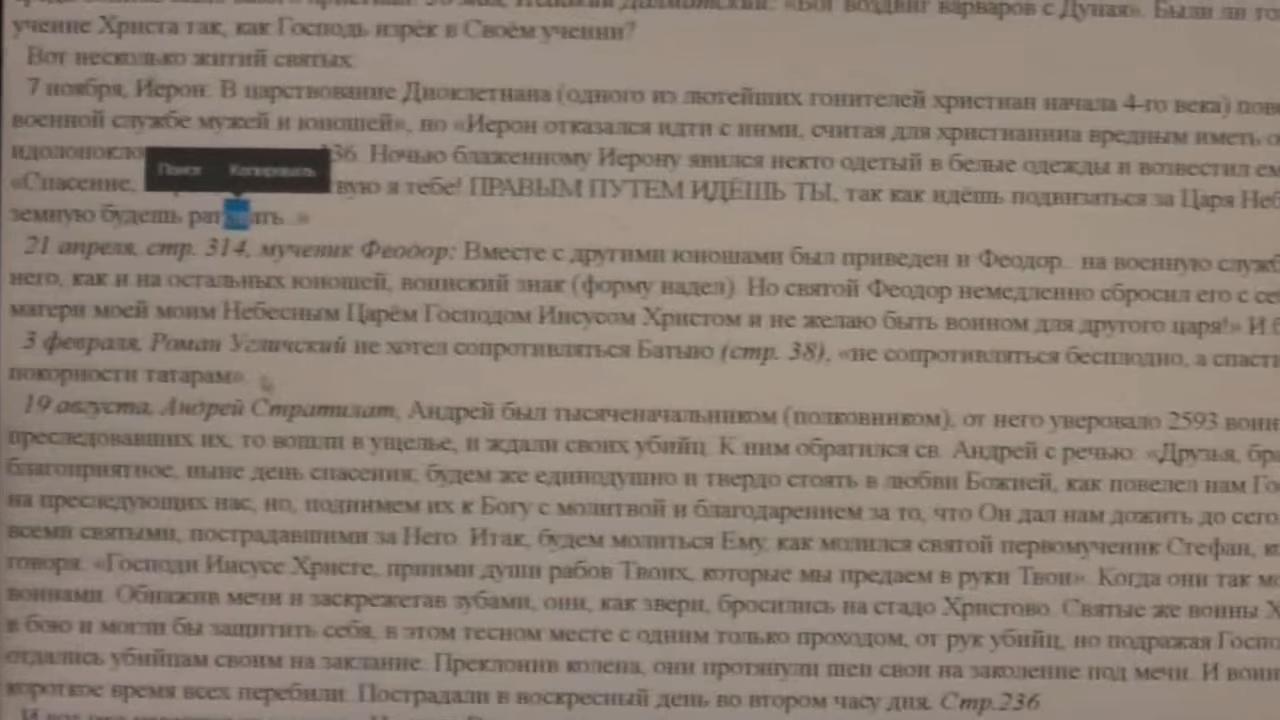 варваров с Дуная». Были ли
учение Христа так, как Господь изрёк в Своём учении?
Вот несколько житий святых
7 ноября, Иерон. В царствование Диоклетиана (одного из лютейших гонителей христиан начала 4-го века) пов
военной службе мужей и юношей», но «Иерон отказался идти с ними, считая для христианина вредным иметь о
идолопокло 36. Ночью блаженному Иерону явился некто одетый в белые одежды и возвестил ем
Поиск Копировать
«Спасение, вую я тебе! ПРАВЫМ ПУТЕМ ИДЁШЬ ТЫ, так как идёшь подвизаться за Царя Неб
земную будешь рат ать...»
21 апреля, стр. 314, мученик Феодор: Вместе с другими юношами был приведен и Феодор... на военную служб
него, как и на остальных юношей, воинский знак (форму надел). Но святой Феодор немедленно сбросил его с се
матери моей моим Небесным Царём Господом Иисусом Христом и не желаю быть воином для другого царя!» И б
3 февраля, Роман Угличский не хотел сопротивляться Батыю (стр. 38), «не сопротивляться бесплодно, а спасти
покорности татарам».
19 августа, Андрей Стратилат, Андрей был тысяченачальником (полковником), от него уверовало 2593 воин
преследовавших их, то вошли в ущелье, и ждали своих убийц. К ним обратился св. Андрей с речью: «Друзья, бра
благоприятное, ныне день спасения, будем же единодушно и твердо стоять в любви Божией, как повелел нам Го
на преследующих нас, но, поднимем их к Богу с молитвой и благодарением за то, что Он дал нам дожить до сего
всеми святыми, пострадавшими за Него. Итак, будем молиться Ему, как молился святой первомученик Стефан, к
говоря: «Господи Иисусе Христе, приими души рабов Твоих, которые мы предаем в руки Твои». Когда они так мо
воинами. Обнажив мечи и заскрежетав зубами, они, как звери, бросились на стадо Христово. Святые же воины Х
в бою и могли бы защитить себя, в этом тесном месте с одним только проходом, от рук убийц, но подражая Госпо
отдались убийцам своим на заклание. Преклонив колена, они протянули шеи свои на заколение под мечи. И воин
короткое время всех перебили. Пострадали в воскресный день во втором часу дня. Стр.236